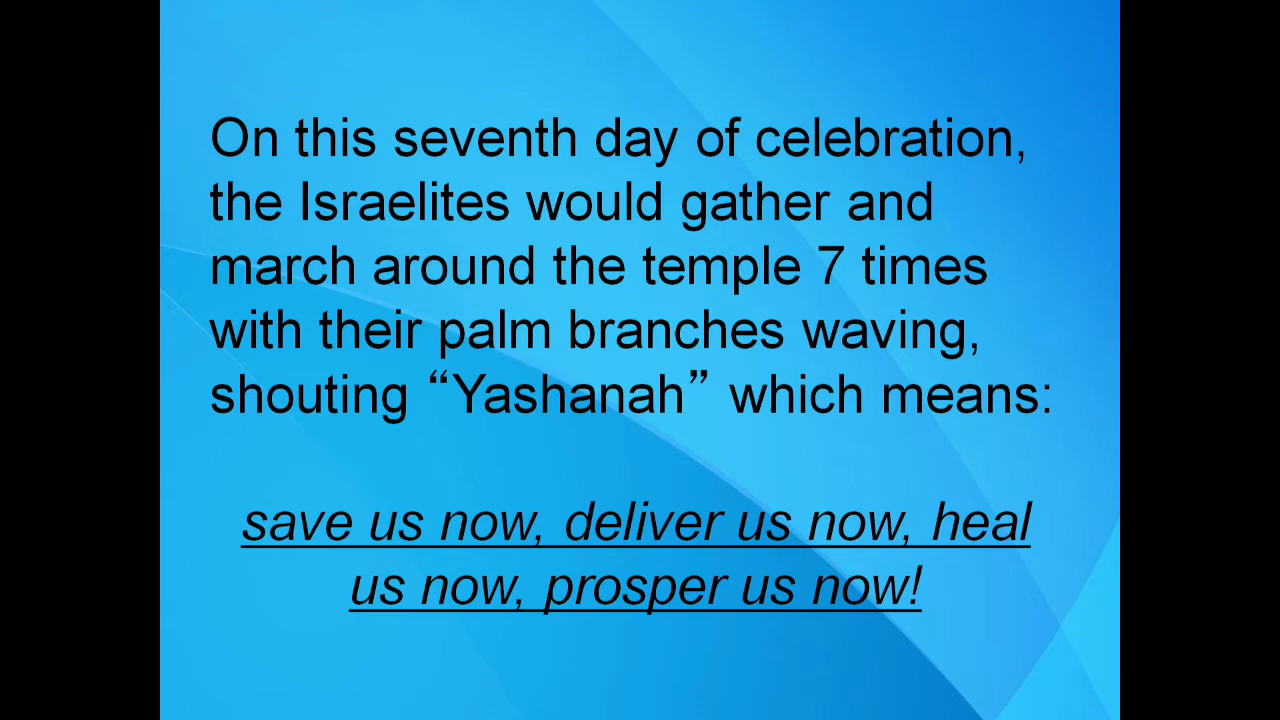 On this seventh day of celebration,
the Israelites would gather and
march around the temple 7 times
with their palm branches waving,
shouting “Yashanah” which means:
save us now, deliver us now, heal
us now, prosper us now!